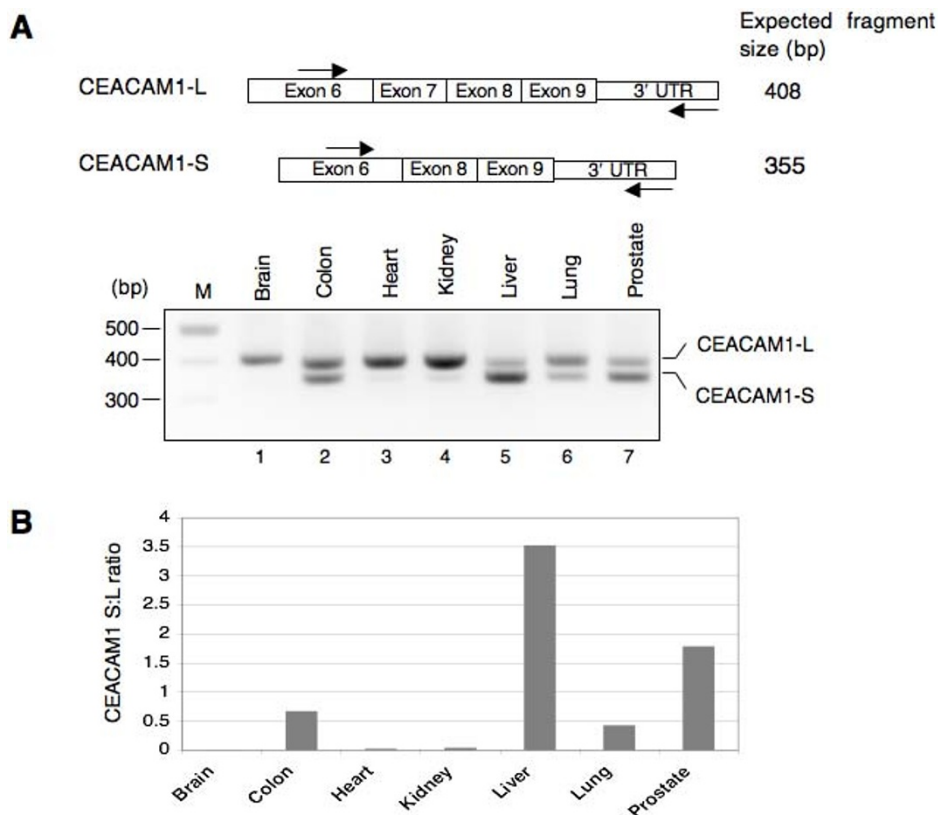 A
Expected fragment
size (bp)
CEACAM1-L
Exon 6 Exon 7 Exon 8 Exon 9 3' UTR
408
CEACAM1-S
Exon 6 Exon 8 Exon 9 3' UTR
355
(bp) M Brain Colon Heart Kidney Liver Lung Prostate
500
400
300
CEACAM1-L
CEACAM1-S
1 2 3 4 5 6 7
B
CEACAM1 S:L ratio
4
3.5
3
2.5
2
1.5
1
0.5
0
Brain Colon Heart Kidney Liver Lung Prostate